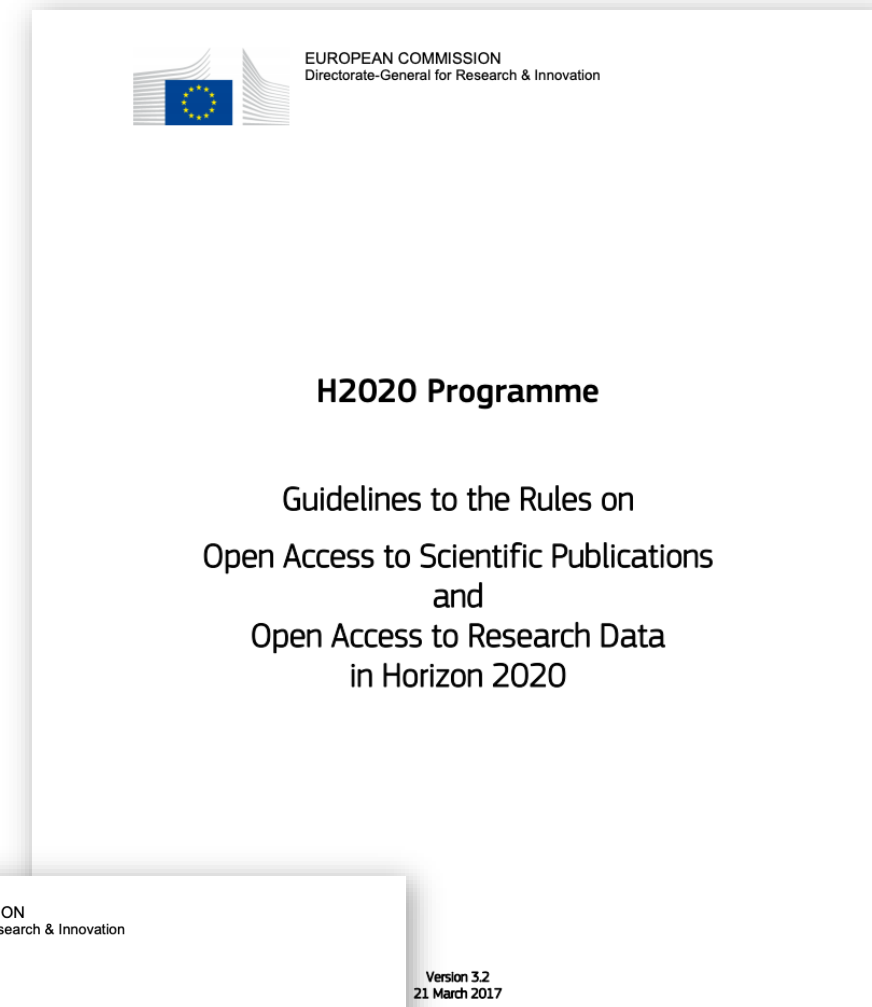 EUROPEAN COMMISSION
Directorate-General for Research & Innovation
H2020 Programme
Guidelines to the Rules on
Open Access to Scientific Publications
and
Open Access to Research Data
in Horizon 2020
Version 3.2
21 March 2017
ON
search & Innovation